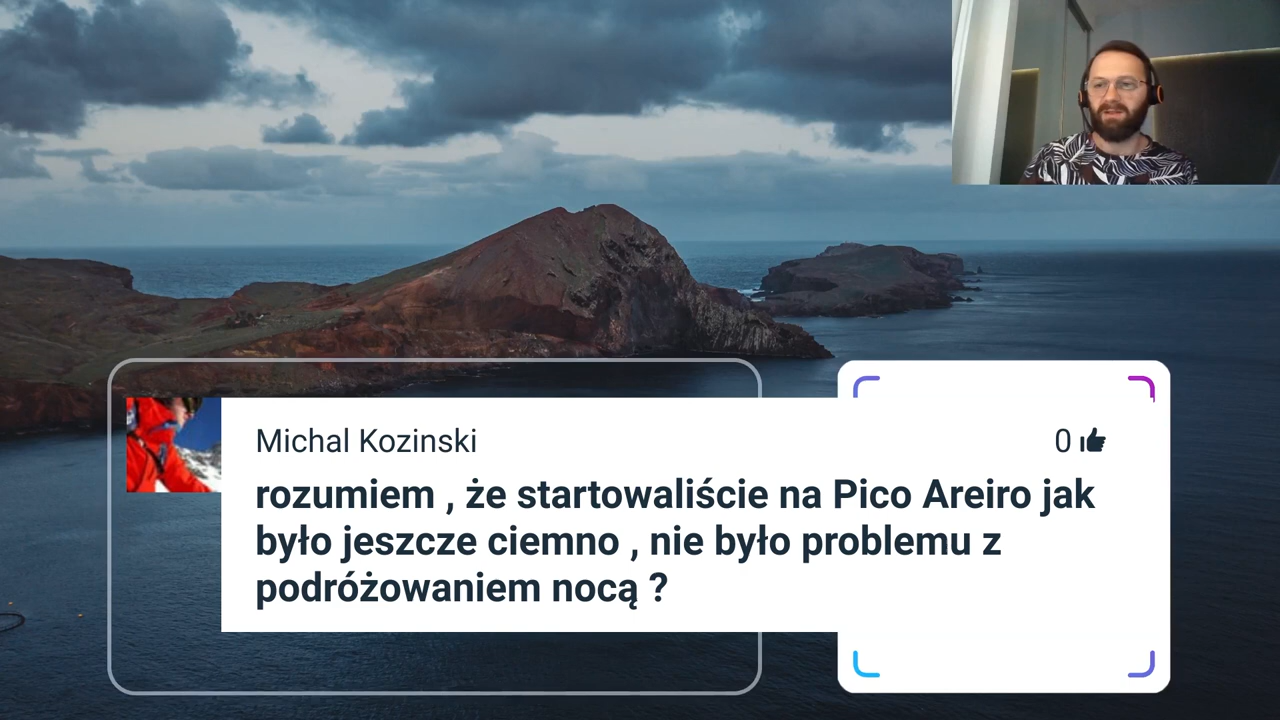 Michal Kozinski
0
rozumiem , że startowaliście na Pico Areiro jak
było jeszcze ciemno , nie było problemu z
podróżowaniem nocą ?